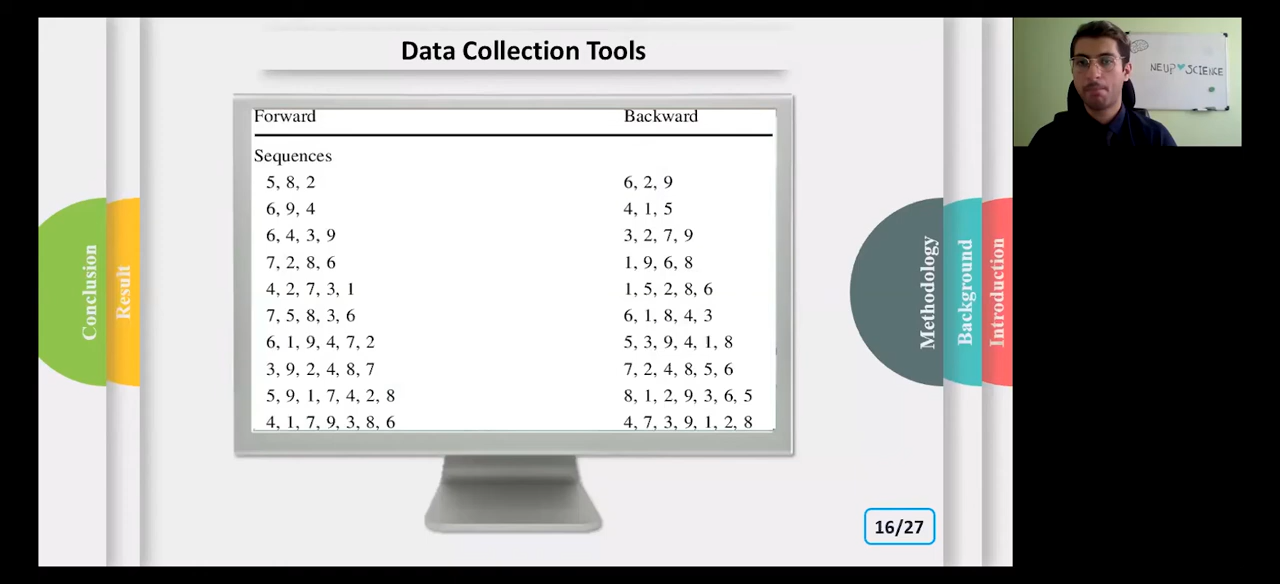 Data Collection Tools
Forward Backward
Sequences
5, 8, 2 6, 2, 9
6, 9, 4 4, 1, 5
6, 4, 3, 9 3, 2, 7, 9
7, 2, 8, 6 1, 9, 6, 8
4, 2, 7, 3, 1 1, 5, 2, 8, 6
7, 5, 8, 3, 6 6, 1, 8, 4, 3
6, 1, 9, 4, 7, 2 5, 3, 9, 4, 1, 8
3, 9, 2, 4, 8, 7 7, 2, 4, 8, 5, 6
5, 9, 1, 7, 4, 2, 8 8, 1, 2, 9, 3, 6, 5
4, 1, 7, 9, 3, 8, 6 4, 7, 3, 9, 1, 2, 8
Conclusion
Result
Methodology
Background
Introduction
16/27
SCIENCE